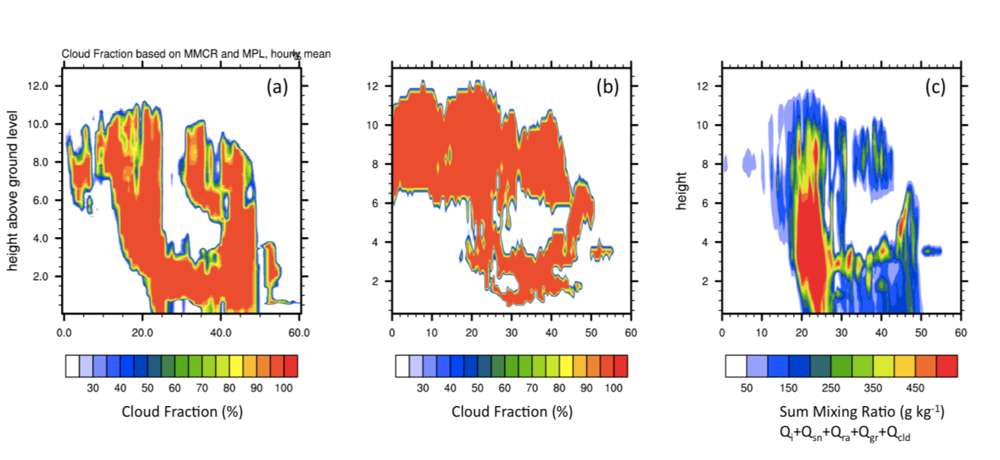 Cloud Fraction based on MMCR and MPL, hourly mean
(a)
(b)
(c)
height above ground level
12.0
10.0
8.0
6.0
4.0
2.0
0.0 20.0 40.0 60.0
12
10
8
6
4
2
0 10 20 30 40 50 60
height
12
10
8
6
4
2
0 10 20 30 40 50 60
30 40 50 60 70 80 90 100
Cloud Fraction (%)
30 40 50 60 70 80 90 100
Cloud Fraction (%)
50 150 250 350 450
Sum Mixing Ratio (g kg-1)
Qi+Qsn+Qra+Qgr+Qcld